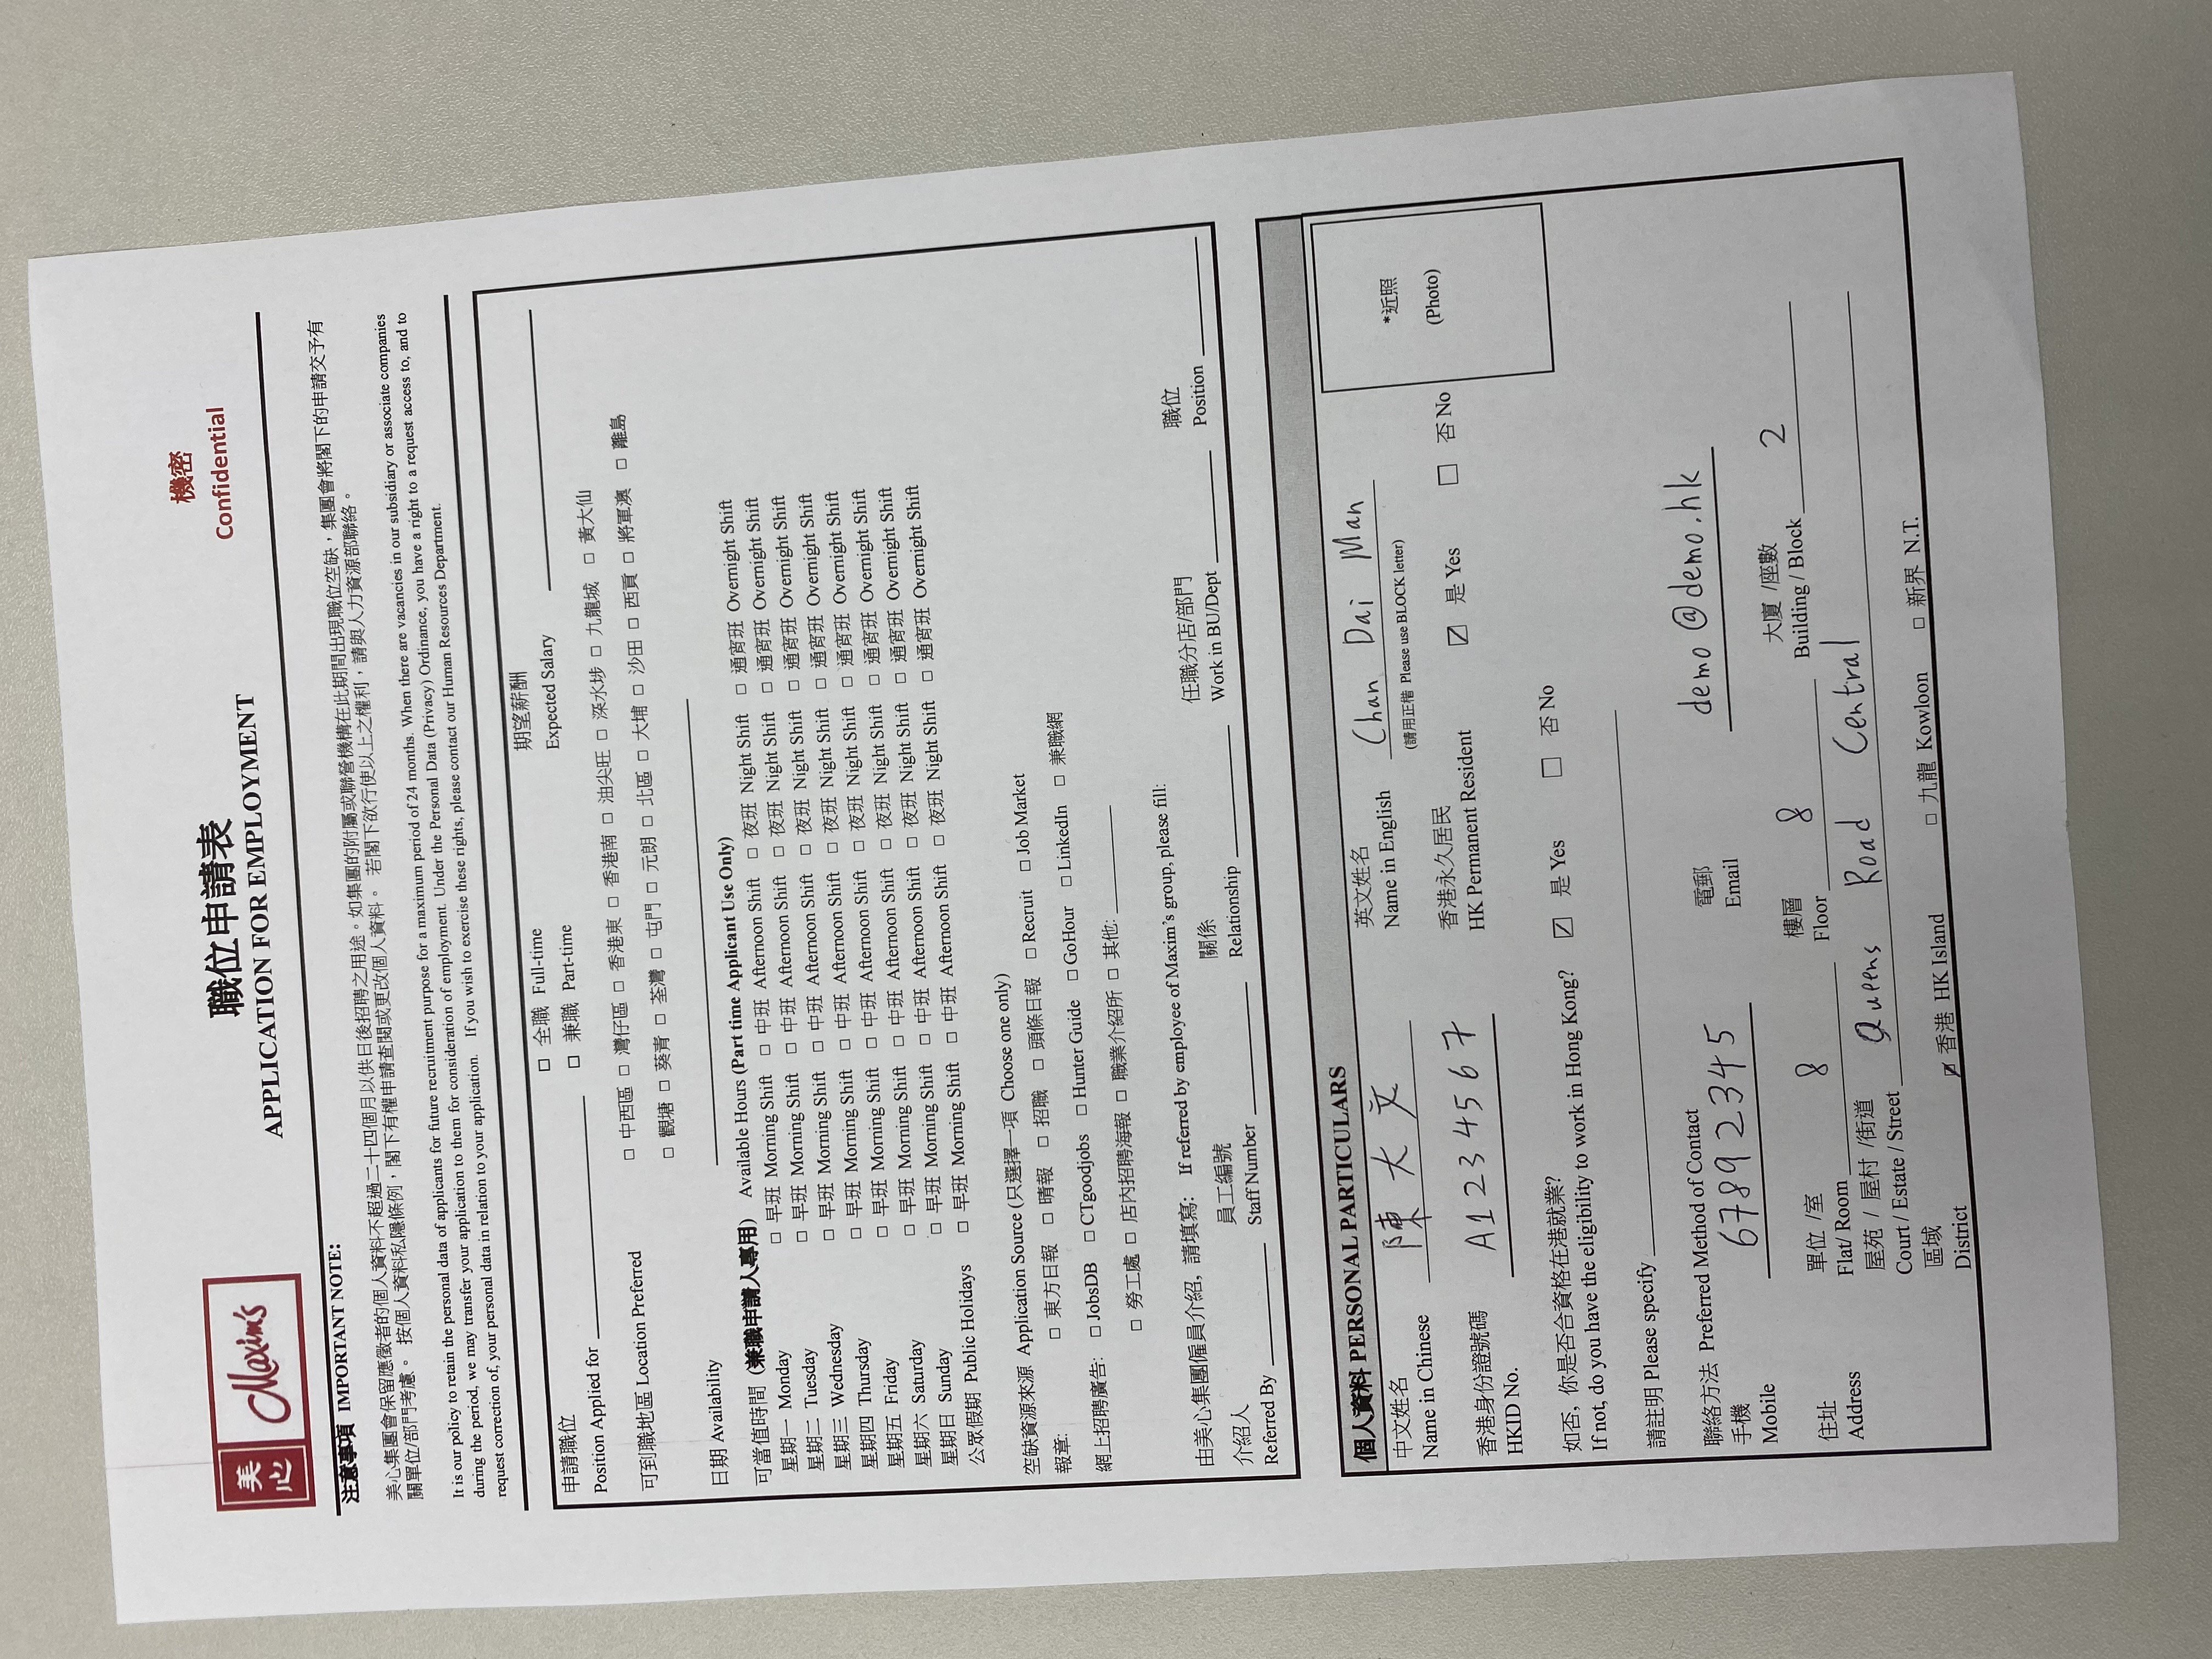 美心 Maxim's
職位申請表
APPLICATION FOR EMPLOYMENT
機密
Confidential
注意事項 IMPORTANT NOTE:
美心集團會保留應徵者的個人資料不超過二十四個月以供日後招聘之用途。如集團的附屬或聯營機構在此期間出現職位空缺，集團會將閣下的申請交予有
關單位/部門考慮。 按個人資料私隱條例，閣下有權申請查閱或更改個人資料。 若閣下欲行使以上之權利，請與人力資源部聯絡。
It is our policy to retain the personal data of applicants for future recruitment purpose for a maximum period of 24 months. When there are vacancies in our subsidiary or associate companies
during the period, we may transfer your application to them for consideration of employment. Under the Personal Data (Privacy) Ordinance, you have a right to a request access to, and to
request correction of, your personal data in relation to your application. If you wish to exercise these rights, please contact our Human Resources Department.
申請職位
Position Applied for
□ 全職 Full-time
□ 兼職 Part-time
期望薪酬
Expected Salary
可到職地區 Location Preferred
□ 中西區 □ 灣仔區 □ 香港東 □ 香港南 □ 油尖旺 □ 深水埗 □ 九龍城 □ 黃大仙
□ 觀塘 □ 葵青 □ 荃灣 □ 屯門 □ 元朗 □ 北區 □ 大埔 □ 沙田 □ 西貢 □ 將軍澳 □ 離島
日期 Availability
可當值時間 (兼職申請人專用) Available Hours (Part time Applicant Use Only)
星期一 Monday □ 早班 Morning Shift □ 中班 Afternoon Shift □ 夜班 Night Shift □ 通宵班 Overnight Shift
星期二 Tuesday □ 早班 Morning Shift □ 中班 Afternoon Shift □ 夜班 Night Shift □ 通宵班 Overnight Shift
星期三 Wednesday □ 早班 Morning Shift □ 中班 Afternoon Shift □ 夜班 Night Shift □ 通宵班 Overnight Shift
星期四 Thursday □ 早班 Morning Shift □ 中班 Afternoon Shift □ 夜班 Night Shift □ 通宵班 Overnight Shift
星期五 Friday □ 早班 Morning Shift □ 中班 Afternoon Shift □ 夜班 Night Shift □ 通宵班 Overnight Shift
星期六 Saturday □ 早班 Morning Shift □ 中班 Afternoon Shift □ 夜班 Night Shift □ 通宵班 Overnight Shift
星期日 Sunday □ 早班 Morning Shift □ 中班 Afternoon Shift □ 夜班 Night Shift □ 通宵班 Overnight Shift
公眾假期 Public Holidays □ 早班 Morning Shift □ 中班 Afternoon Shift □ 夜班 Night Shift □ 通宵班 Overnight Shift
空缺資源來源 Application Source (只選擇一項 Choose one only)
報章: □ 東方日報 □ 晴報 □ 招職 □ 頭條日報 □ Recruit □ Job Market
網上招聘廣告: □ JobsDB □ CTgoodjobs □ Hunter Guide □ GoHour □ LinkedIn □ 兼職網
□ 勞工處 □ 店內招聘海報 □ 職業介紹所 □ 其他:
由美心集團僱員介紹, 請填寫: If referred by employee of Maxim's group, please fill:
介紹人
Referred By
員工編號
Staff Number
關係
Relationship
任職分店/部門
Work in BU/Dept
職位
Position
個人資料 PERSONAL PARTICULARS
中文姓名
Name in Chinese 陳大文
英文姓名
Name in English Chan Dai Man
(請用正楷 Please use BLOCK letter)
*近照
(Photo)
香港身份證號碼
HKID No. A1234567
香港永久居民
HK Permanent Resident ☑ 是 Yes □ 否 No
如否, 你是否合資格在港就業?
If not, do you have the eligibility to work in Hong Kong? ☑ 是 Yes □ 否 No
請註明 Please specify
聯絡方法 Preferred Method of Contact
手機
Mobile 67892345
電郵
Email demo@demo.hk
住址
Address
單位 /室
Flat/ Room 8
樓層
Floor 8
大廈 /座數
Building / Block 2
屋苑 / 屋村 /街道
Court / Estate / Street Queens Road Central
區域
District ☑ 香港 HK Island □ 九龍 Kowloon □ 新界 N.T.